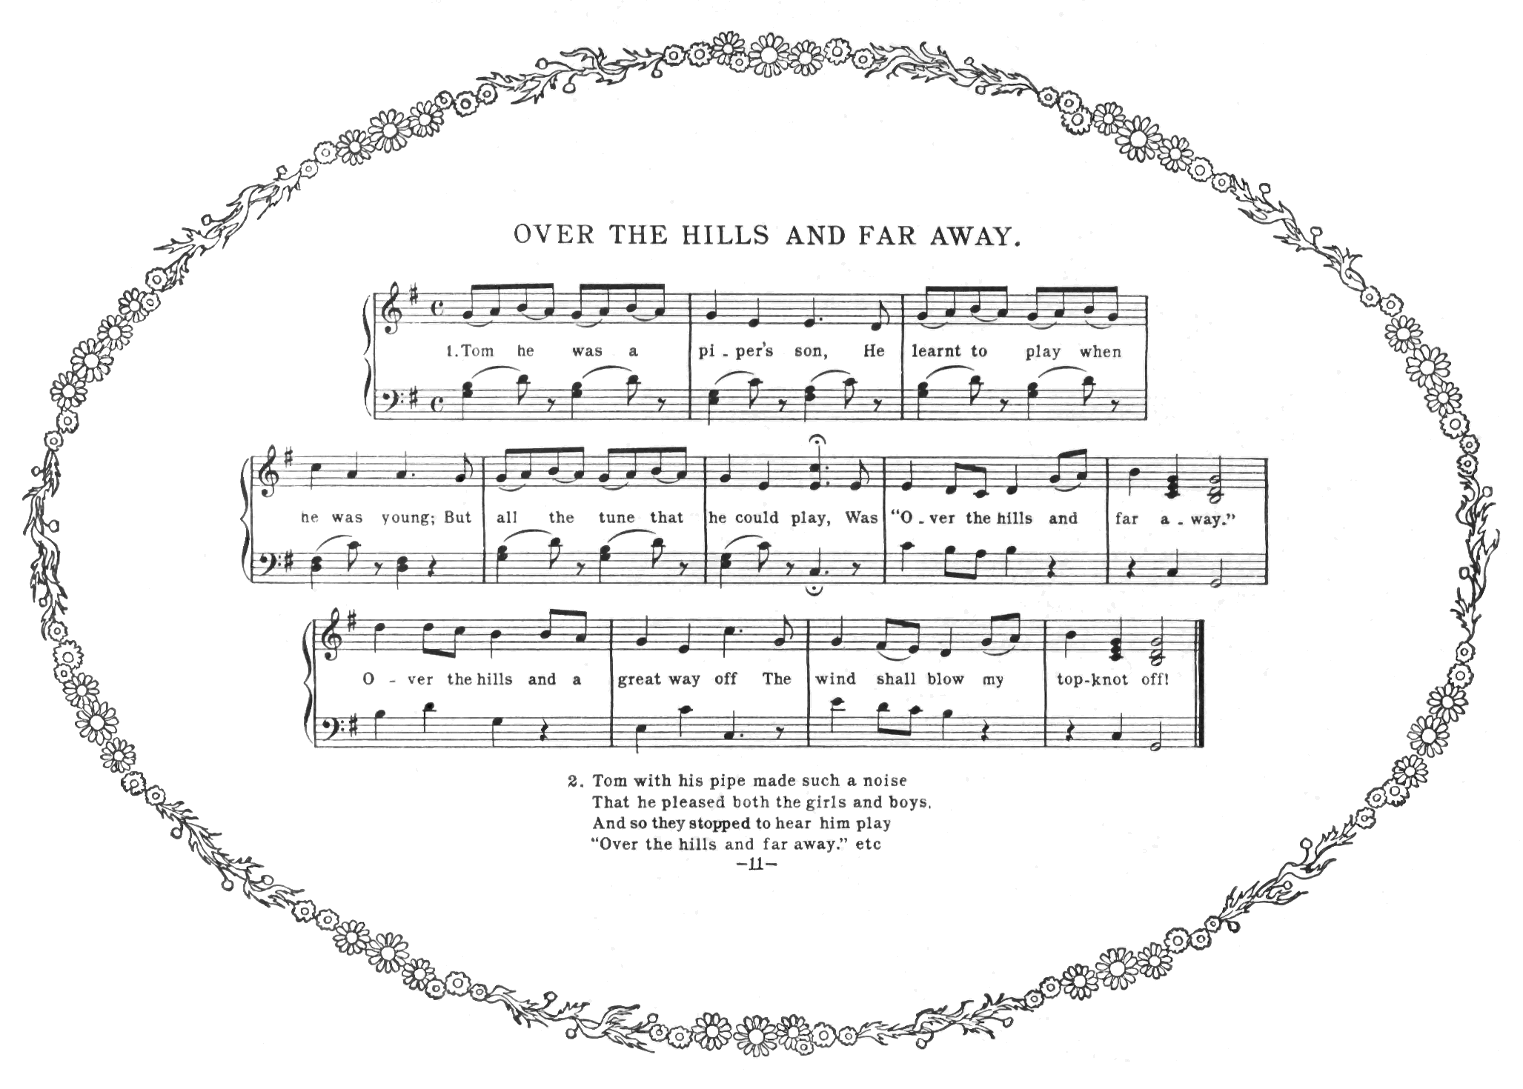 OVER THE HILLS AND FAR AWAY.
1. Tom he was a pi - per's son, He learnt to play when
he was young; But all the tune that he could play, Was "O - ver the hills and far a - way."
O - ver the hills and a great way off The wind shall blow my top-knot off!
2. Tom with his pipe made such a noise
That he pleased both the girls and boys,
And so they stopped to hear him play
"Over the hills and far away." etc
-11-